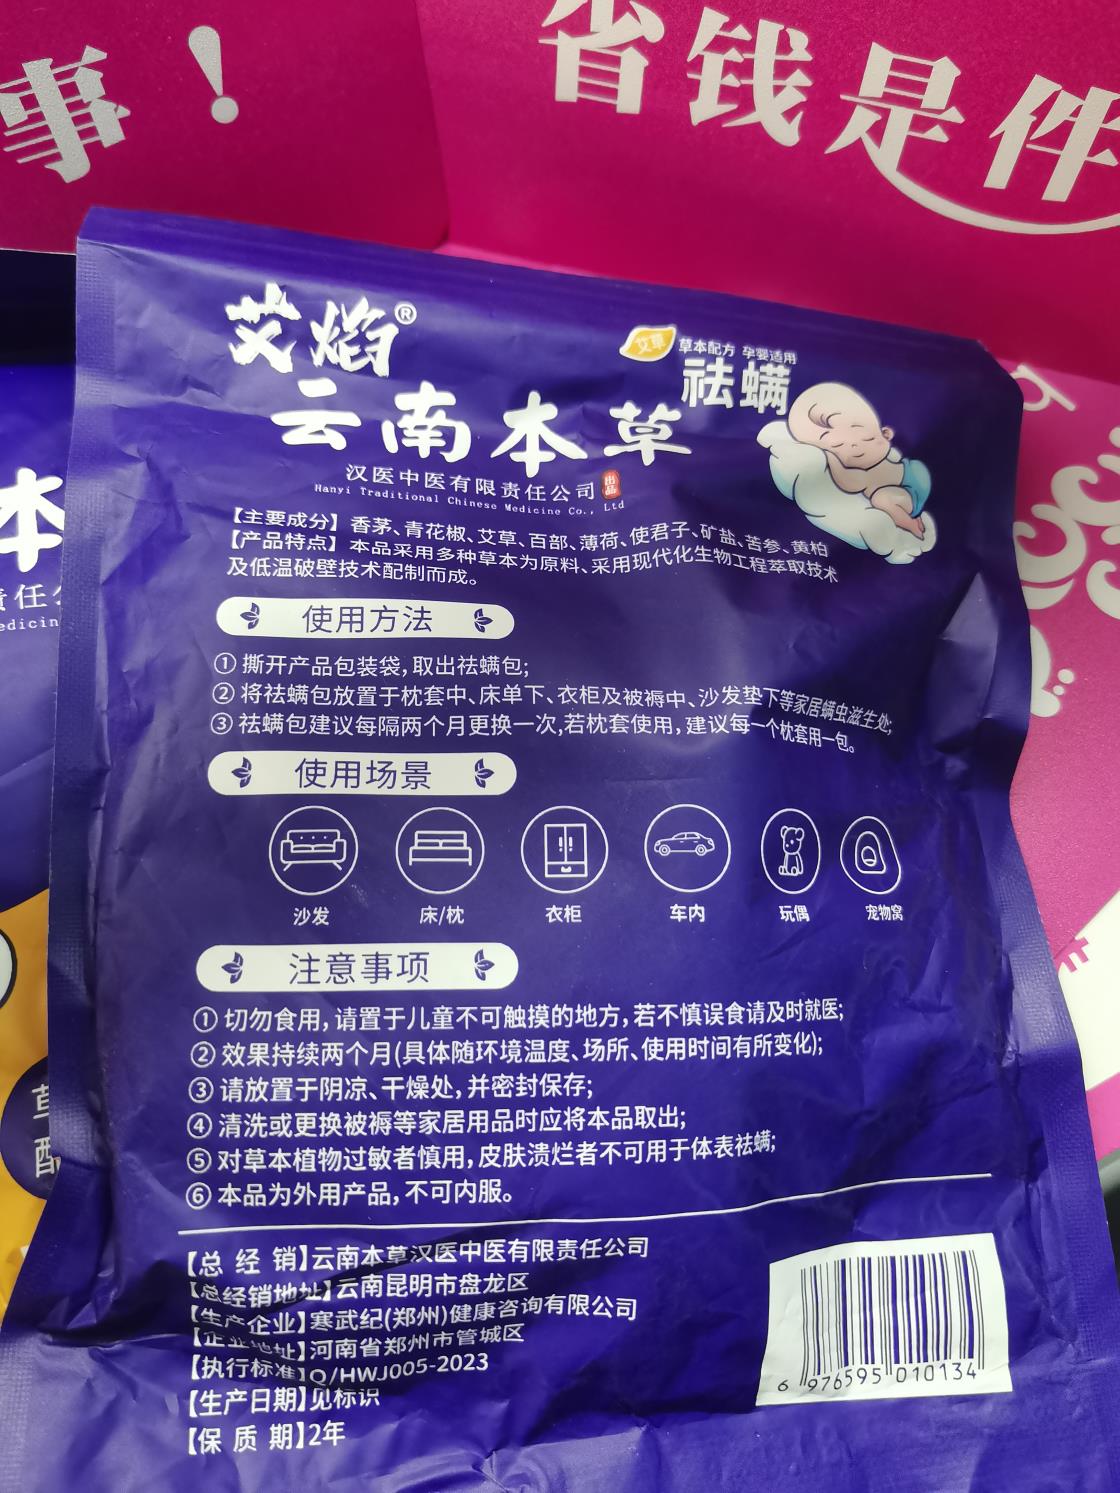 省钱是件
事！
艾焰®
艾草
草本配方 孕婴适用
祛螨
云南本草
汉医中医有限责任公司 出品
Hanyi Traditional Chinese Medicine Co., Ltd
【主要成分】香茅、青花椒、艾草、百部、薄荷、使君子、矿盐、苦参、黄柏
【产品特点】本品采用多种草本为原料、采用现代化生物工程萃取技术
及低温破壁技术配制而成。
使用方法
① 撕开产品包装袋,取出祛螨包;
② 将祛螨包放置于枕套中、床单下、衣柜及被褥中、沙发垫下等家居螨虫滋生处;
③ 祛螨包建议每隔两个月更换一次,若枕套使用,建议每一个枕套用一包。
使用场景
沙发 床/枕 衣柜 车内 玩偶 宠物窝
注意事项
① 切勿食用,请置于儿童不可触摸的地方,若不慎误食请及时就医;
② 效果持续两个月(具体随环境温度、场所、使用时间有所变化);
③ 请放置于阴凉、干燥处,并密封保存;
④ 清洗或更换被褥等家居用品时应将本品取出;
⑤ 对草本植物过敏者慎用,皮肤溃烂者不可用于体表祛螨;
⑥ 本品为外用产品,不可内服。
【总经销】云南本草汉医中医有限责任公司
【总经销地址】云南昆明市盘龙区
【生产企业】寒武纪(郑州)健康咨询有限公司
【企业地址】河南省郑州市管城区
【执行标准】Q/HWJ005-2023
【生产日期】见标识
【保质期】2年
6 976595 010134
本
责任
edicin